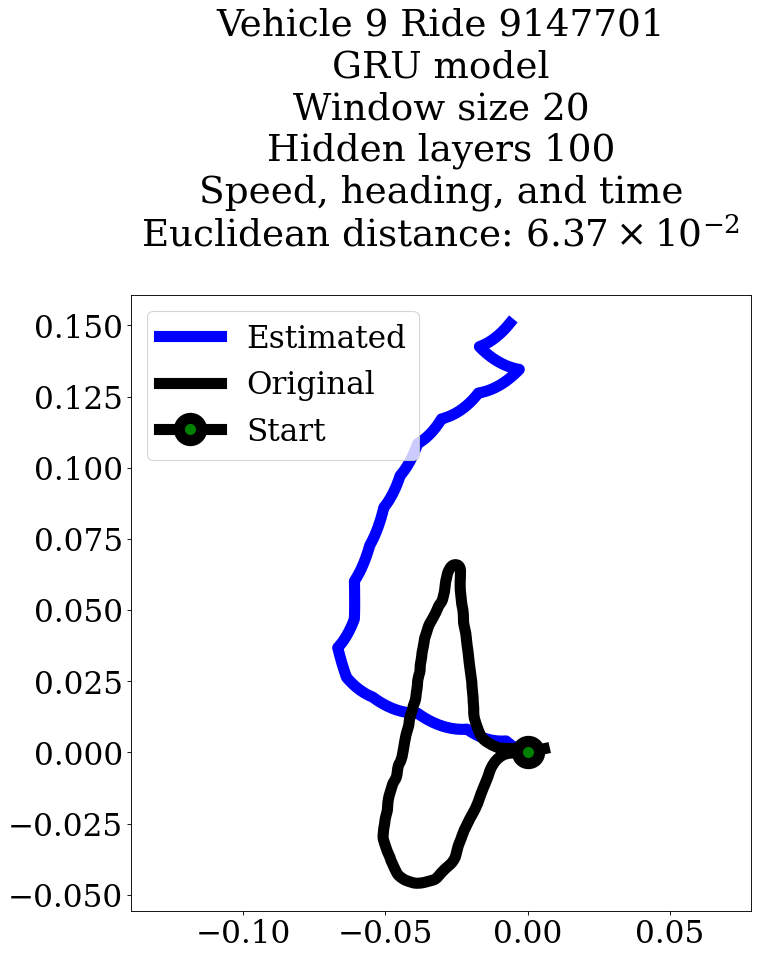 Vehicle 9 Ride 9147701
GRU model
Window size 20
Hidden layers 100
Speed, heading, and time
Euclidean distance: 6.37 × 10⁻²
Estimated
Original
Start
0.150
0.125
0.100
0.075
0.050
0.025
0.000
−0.025
−0.050
−0.10 −0.05 0.00 0.05